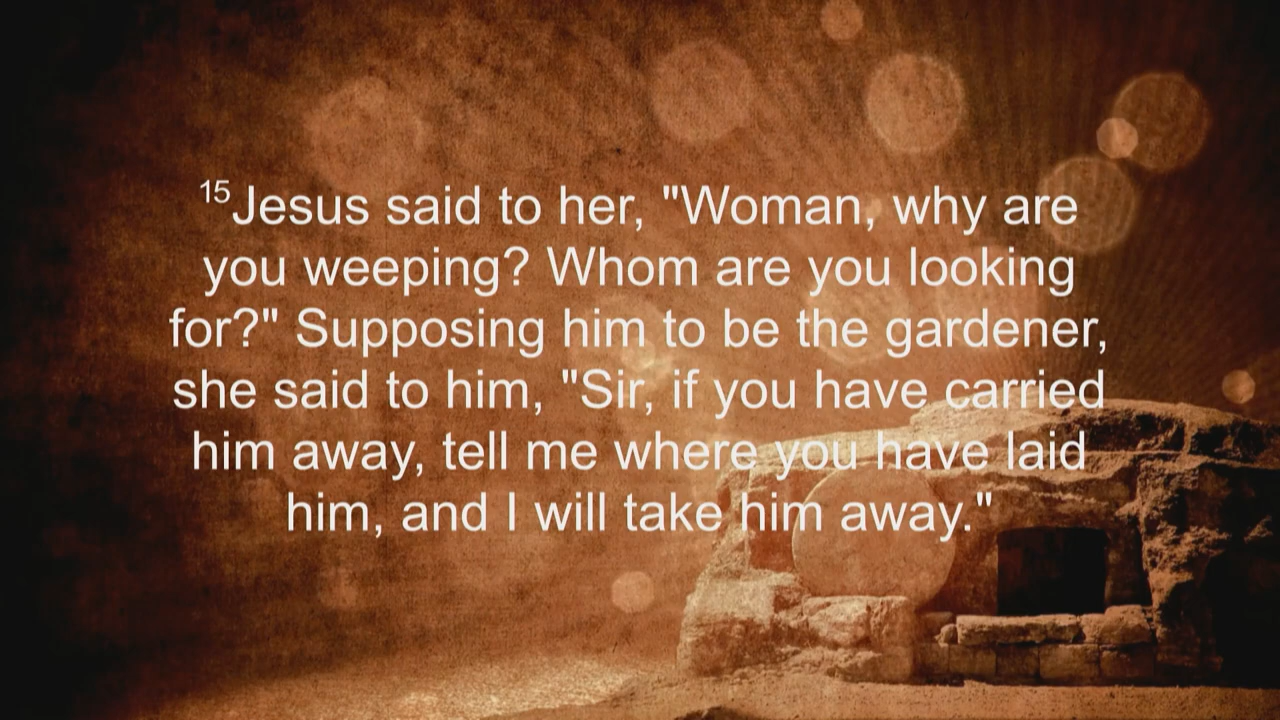 15Jesus said to her, "Woman, why are
you weeping? Whom are you looking
for?" Supposing him to be the gardener,
she said to him, "Sir, if you have carried
him away, tell me where you have laid
him, and I will take him away."